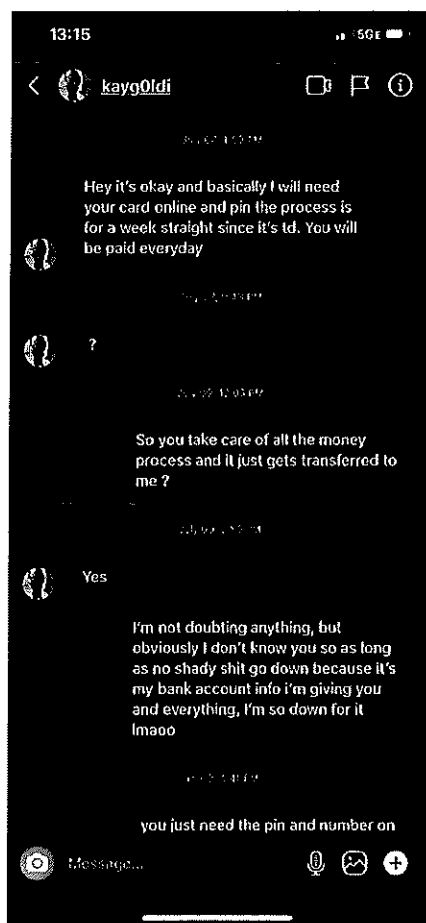 13:15
5GE
kayg0ldi
Hey it's okay and basically I will need
your card online and pin the process is
for a week straight since it's td. You will
be paid everyday
?
So you take care of all the money
process and it just gets transferred to
me ?
Yes
I'm not doubting anything, but
obviously I don't know you so as long
as no shady shit go down because it's
my bank account info i'm giving you
and everything, I'm so down for it
lmaoo
you just need the pin and number on
Message...